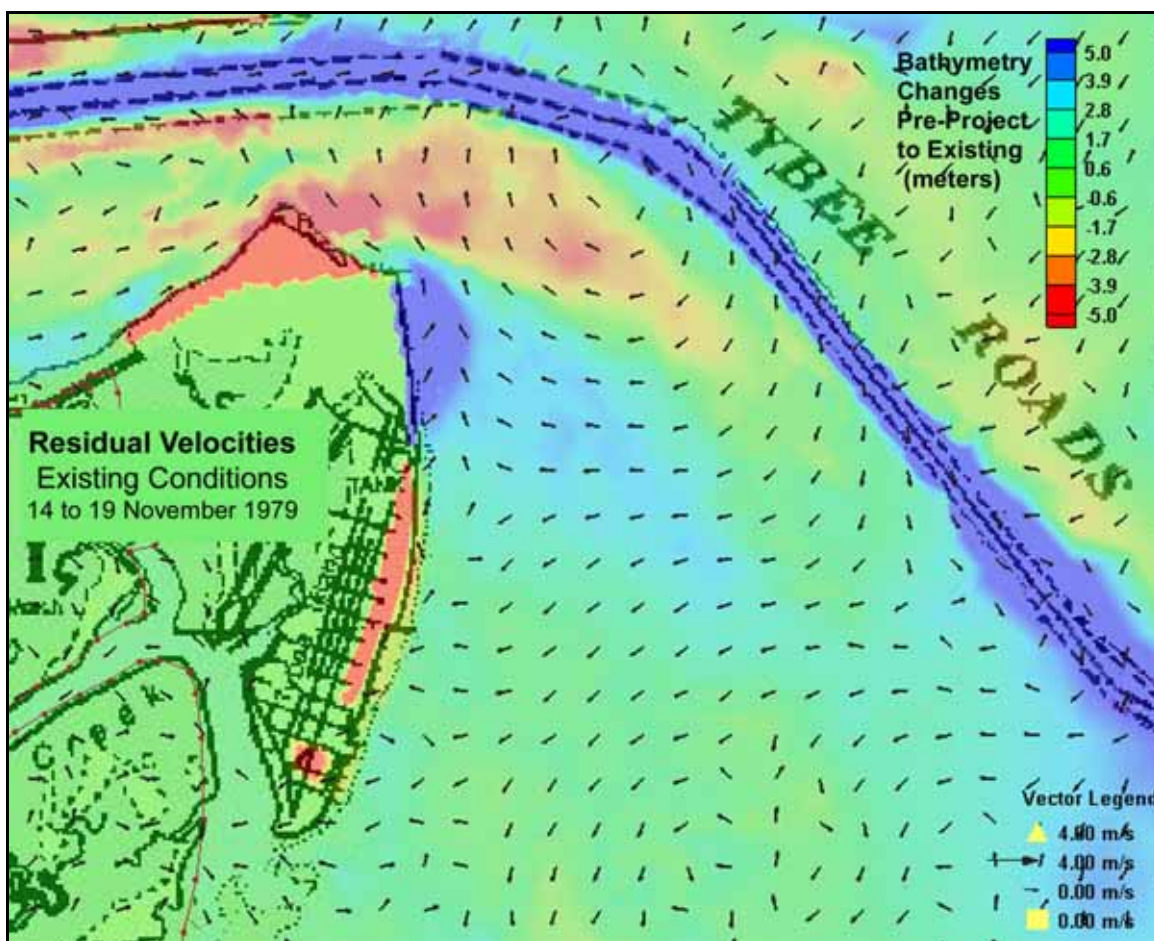 Bathymetry
Changes
Pre-Project
to Existing
(meters)
5.0
3.9
2.8
1.7
0.6
-0.6
-1.7
-2.8
-3.9
-5.0
TYBEE
ROADS
Residual Velocities
Existing Conditions
14 to 19 November 1979
TANK
I
Creek
Vector Legend
4.00 m/s
4.00 m/s
0.00 m/s
0.00 m/s